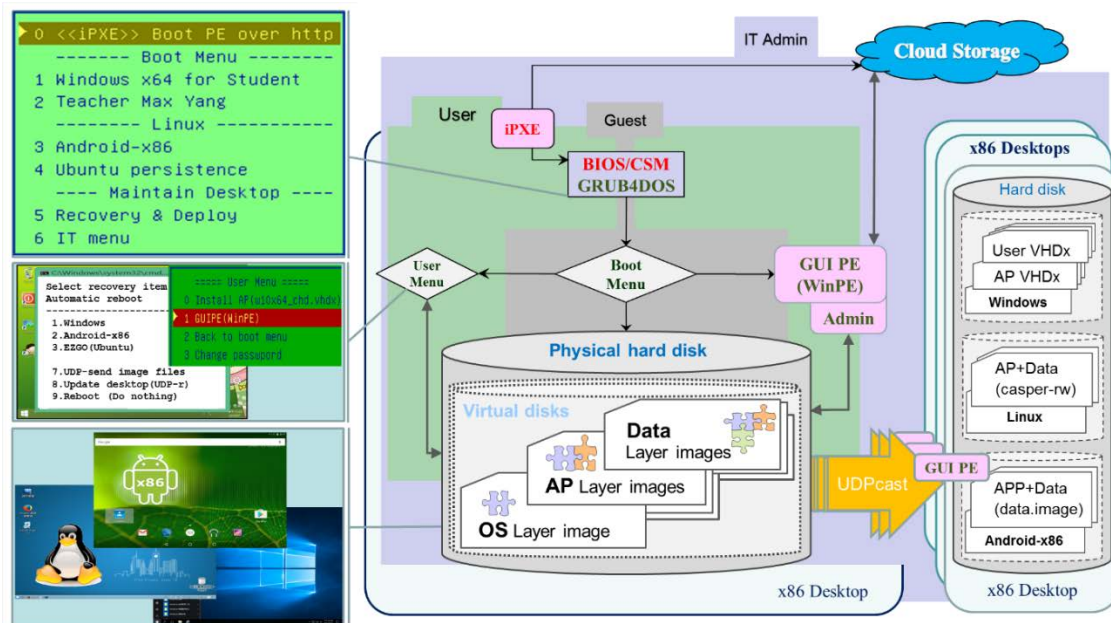 0 <<iPXE>> Boot PE over http
------- Boot Menu --------
1 Windows x64 for Student
2 Teacher Max Yang
-------- Linux -----------
3 Android-x86
4 Ubuntu persistence
---- Maintain Desktop ----
5 Recovery & Deploy
6 IT menu
Select recovery item
Automatic reboot
1.Windows
2.Android-x86
3.EZGO(Ubuntu)
7.UDP-send image files
8.Update desktop(UDP-r)
9.Reboot (Do nothing)
===== User Menu =====
0 Install AP(u10x64_chd.vhdx)
1 GUIPE(WinPE)
2 Back to boot menu
3 Change password
x86
IT Admin
Cloud Storage
User
iPXE
Guest
BIOS/CSM
GRUB4DOS
User
Menu
Boot
Menu
GUI PE
(WinPE)
Admin
Physical hard disk
Virtual disks
Data
Layer images
AP Layer images
OS Layer image
UDPcast
GUI PE
x86 Desktop
x86 Desktops
Hard disk
User VHDx
AP VHDx
Windows
AP+Data
(casper-rw)
Linux
APP+Data
(data.image)
Android-x86
x86 Desktop